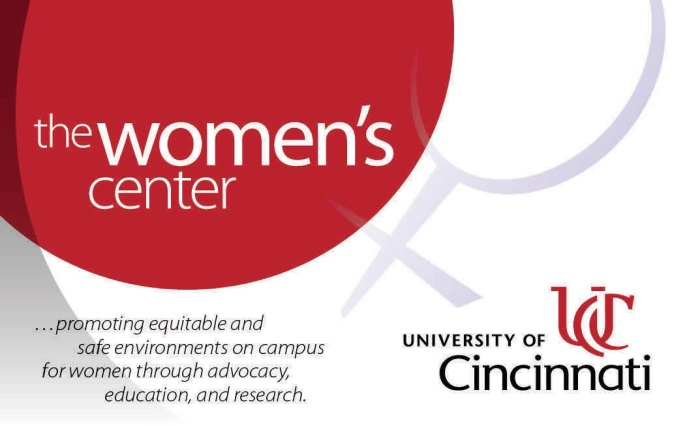 the women's
center
...promoting equitable and
safe environments on campus
for women through advocacy,
education, and research.
UC
UNIVERSITY OF
Cincinnati